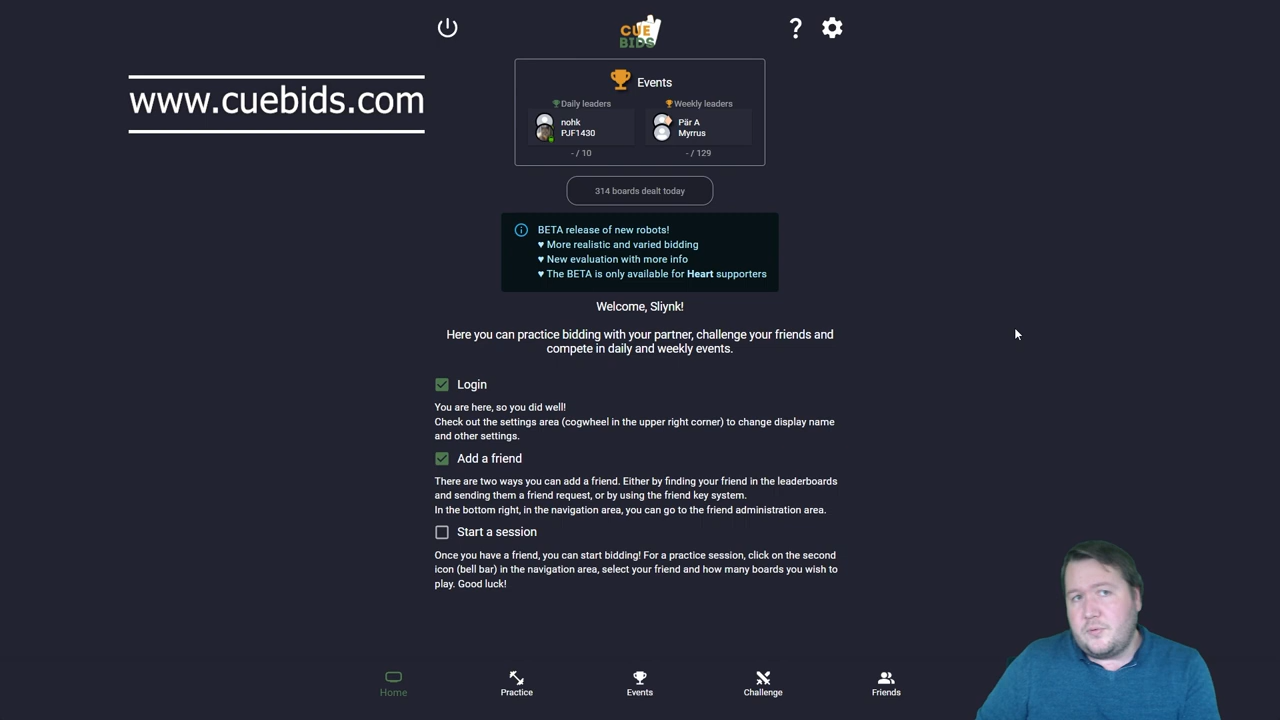 CUE
BIDS
?
www.cuebids.com
Events
Daily leaders
Weekly leaders
nohk
PJF1430
Pär A
Myrrus
- / 10
- / 129
314 boards dealt today
BETA release of new robots!
♥ More realistic and varied bidding
♥ New evaluation with more info
♥ The BETA is only available for Heart supporters
Welcome, Sliynk!
Here you can practice bidding with your partner, challenge your friends and
compete in daily and weekly events.
Login
You are here, so you did well!
Check out the settings area (cogwheel in the upper right corner) to change display name
and other settings.
Add a friend
There are two ways you can add a friend. Either by finding your friend in the leaderboards
and sending them a friend request, or by using the friend key system.
In the bottom right, in the navigation area, you can go to the friend administration area.
Start a session
Once you have a friend, you can start bidding! For a practice session, click on the second
icon (bell bar) in the navigation area, select your friend and how many boards you wish to
play. Good luck!
Home
Practice
Events
Challenge
Friends